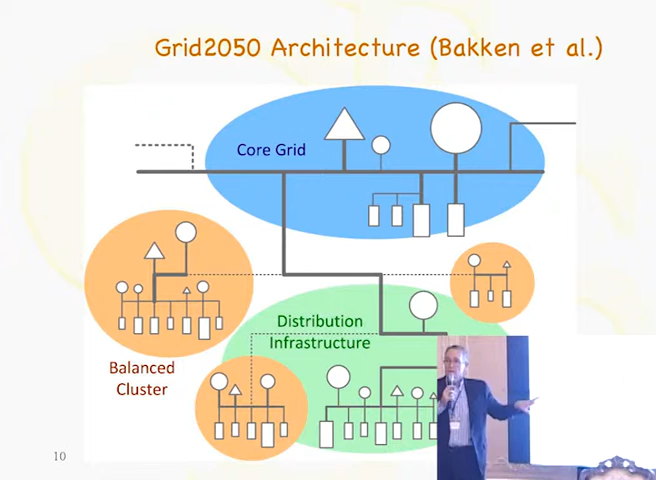 Grid2050 Architecture (Bakken et al.)
Core Grid
Distribution
Infrastructure
Balanced
Cluster
10